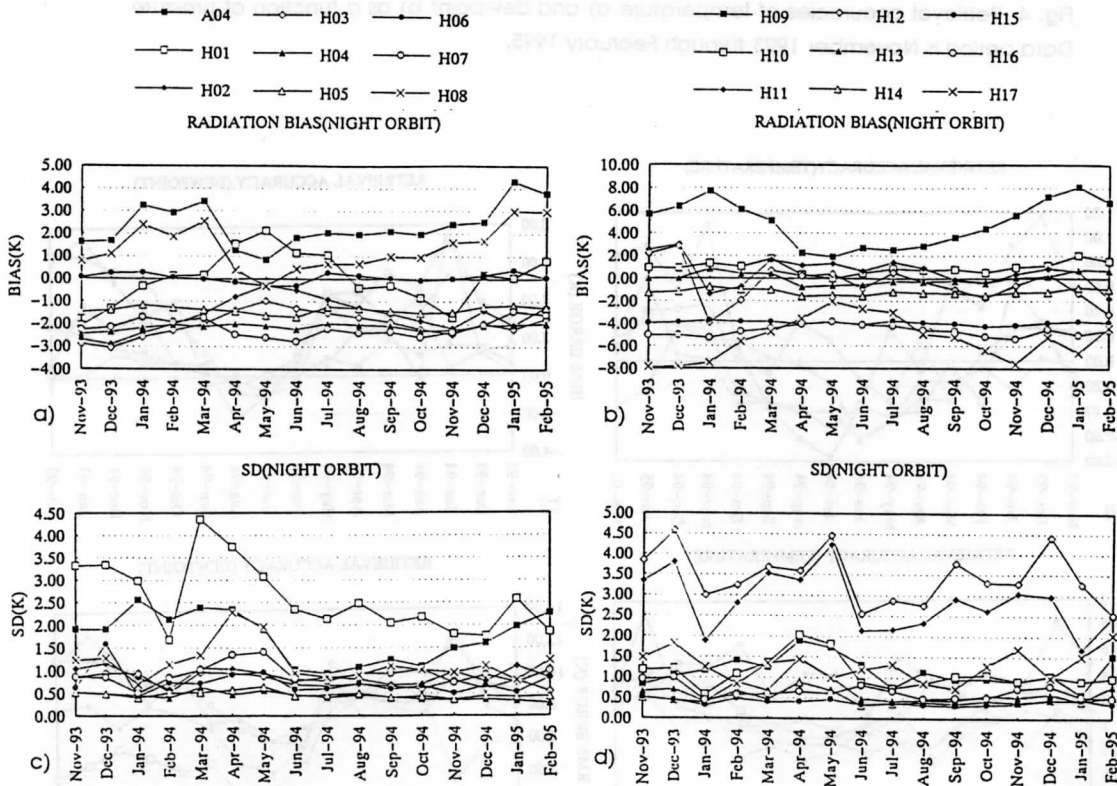 A04 H03 H06
H01 H04 H07
H02 H05 H08
RADIATION BIAS(NIGHT ORBIT)
BIAS(K)
5.00
4.00
3.00
2.00
1.00
0.00
-1.00
-2.00
-3.00
-4.00
Nov-93 Dec-93 Jan-94 Feb-94 Mar-94 Apr-94 May-94 Jun-94 Jul-94 Aug-94 Sep-94 Oct-94 Nov-94 Dec-94 Jan-95 Feb-95
a)
H09 H12 H15
H10 H13 H16
H11 H14 H17
RADIATION BIAS(NIGHT ORBIT)
BIAS(K)
10.00
8.00
6.00
4.00
2.00
0.00
-2.00
-4.00
-6.00
-8.00
Nov-93 Dec-93 Jan-94 Feb-94 Mar-94 Apr-94 May-94 Jun-94 Jul-94 Aug-94 Sep-94 Oct-94 Nov-94 Dec-94 Jan-95 Feb-95
b)
SD(NIGHT ORBIT)
SD(K)
4.50
4.00
3.50
3.00
2.50
2.00
1.50
1.00
0.50
0.00
Nov-93 Dec-93 Jan-94 Feb-94 Mar-94 Apr-94 May-94 Jun-94 Jul-94 Aug-94 Sep-94 Oct-94 Nov-94 Dec-94 Jan-95 Feb-95
c)
SD(NIGHT ORBIT)
SD(K)
5.00
4.50
4.00
3.50
3.00
2.50
2.00
1.50
1.00
0.50
0.00
Nov-93 Dec-93 Jan-94 Feb-94 Mar-94 Apr-94 May-94 Jun-94 Jul-94 Aug-94 Sep-94 Oct-94 Nov-94 Dec-94 Jan-95 Feb-95
d)